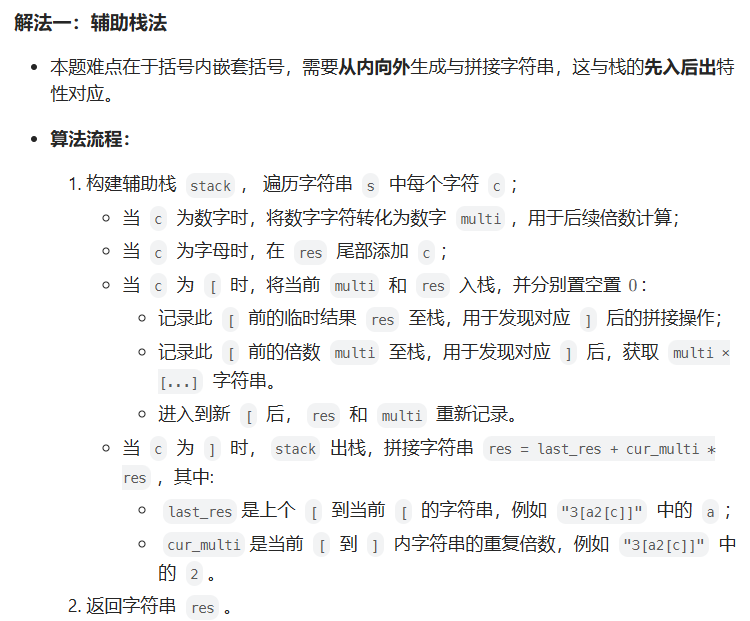 解法一：辅助栈法
• 本题难点在于括号内嵌套括号，需要从内向外生成与拼接字符串，这与栈的先入后出特
性对应。
• 算法流程：
1. 构建辅助栈 stack ， 遍历字符串 s 中每个字符 c ；
◦ 当 c 为数字时，将数字字符转化为数字 multi ，用于后续倍数计算；
◦ 当 c 为字母时，在 res 尾部添加 c ；
◦ 当 c 为 [ 时，将当前 multi 和 res 入栈，并分别置空置 0：
◦ 记录此 [ 前的临时结果 res 至栈，用于发现对应 ] 后的拼接操作；
◦ 记录此 [ 前的倍数 multi 至栈，用于发现对应 ] 后，获取 multi ×
[...] 字符串。
◦ 进入到新 [ 后， res 和 multi 重新记录。
◦ 当 c 为 ] 时， stack 出栈，拼接字符串 res = last_res + cur_multi *
res ，其中:
◦ last_res 是上个 [ 到当前 [ 的字符串，例如 "3[a2[c]]" 中的 a ；
◦ cur_multi 是当前 [ 到 ] 内字符串的重复倍数，例如 "3[a2[c]]" 中
的 2 。
2. 返回字符串 res 。